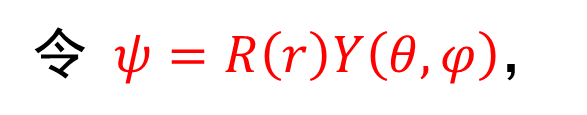 令 ψ = R(r)Y(θ,φ),